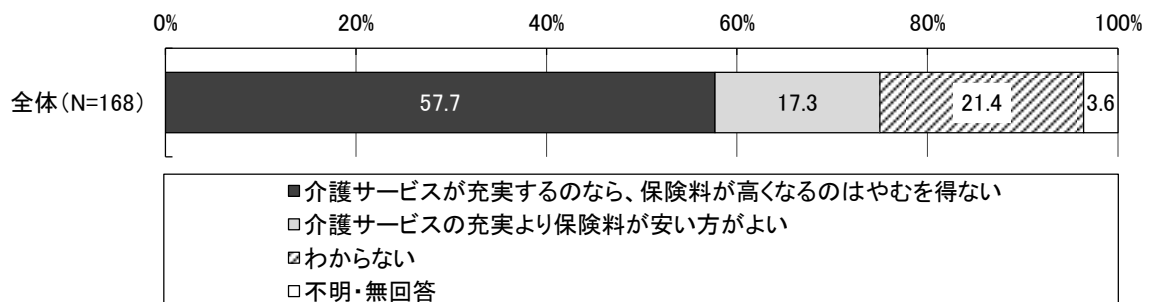 0% 20% 40% 60% 80% 100%
全体(N=168) 57.7 17.3 21.4 3.6
■介護サービスが充実するのなら、保険料が高くなるのはやむを得ない
介護サービスの充実より保険料が安い方がよい
わからない
□不明・無回答